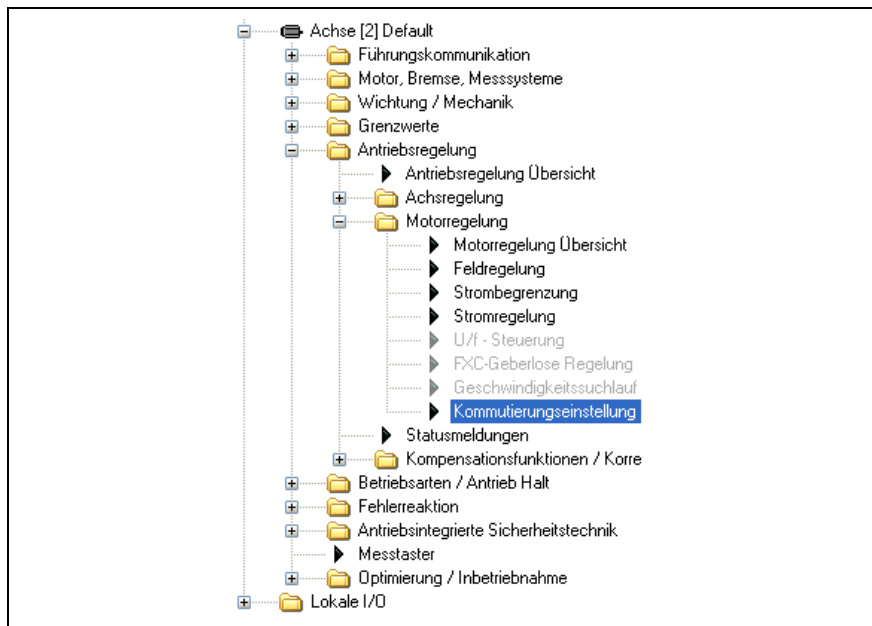 Achse [2] Default
Führungskommunikation
Motor, Bremse, Messsysteme
Wichtung / Mechanik
Grenzwerte
Antriebsregelung
Antriebsregelung Übersicht
Achsregelung
Motorregelung
Motorregelung Übersicht
Feldregelung
Strombegrenzung
Stromregelung
U/f - Steuerung
FXC-Geberlose Regelung
Geschwindigkeitssuchlauf
Kommutierungseinstellung
Statusmeldungen
Kompensationsfunktionen / Korre
Betriebsarten / Antrieb Halt
Fehlerreaktion
Antriebsintegrierte Sicherheitstechnik
Messtaster
Optimierung / Inbetriebnahme
Lokale I/O